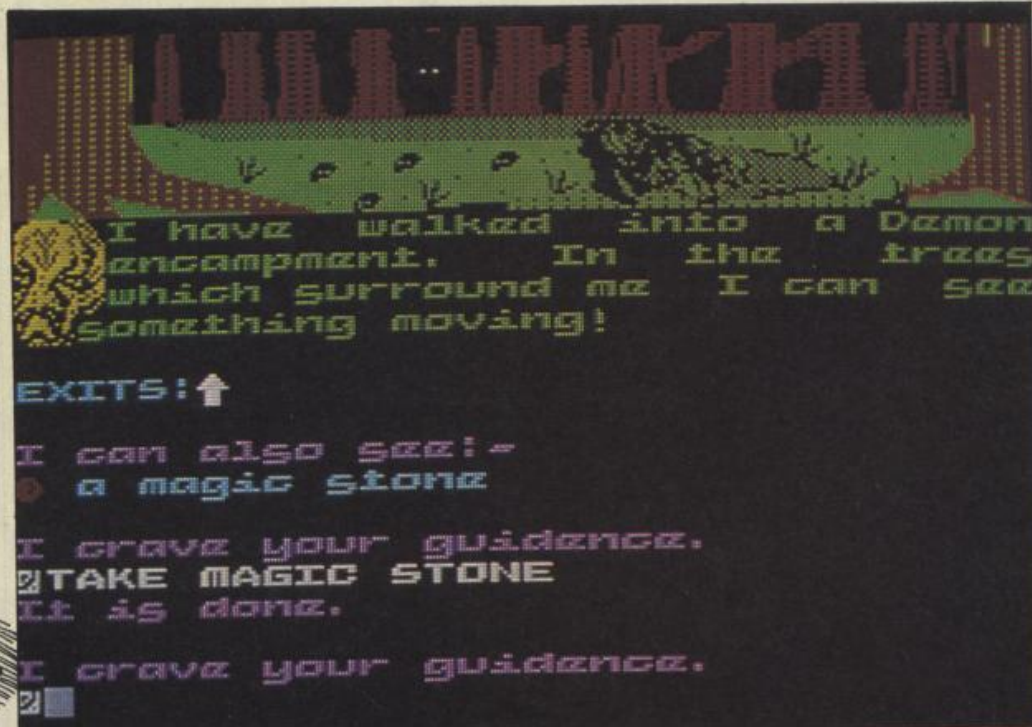 I have walked into a Demon
encampment. In the trees
which surround me I can see
something moving!
EXITS:
I can also see:-
a magic stone
I crave your guidance.
TAKE MAGIC STONE
It is done.
I crave your guidance.